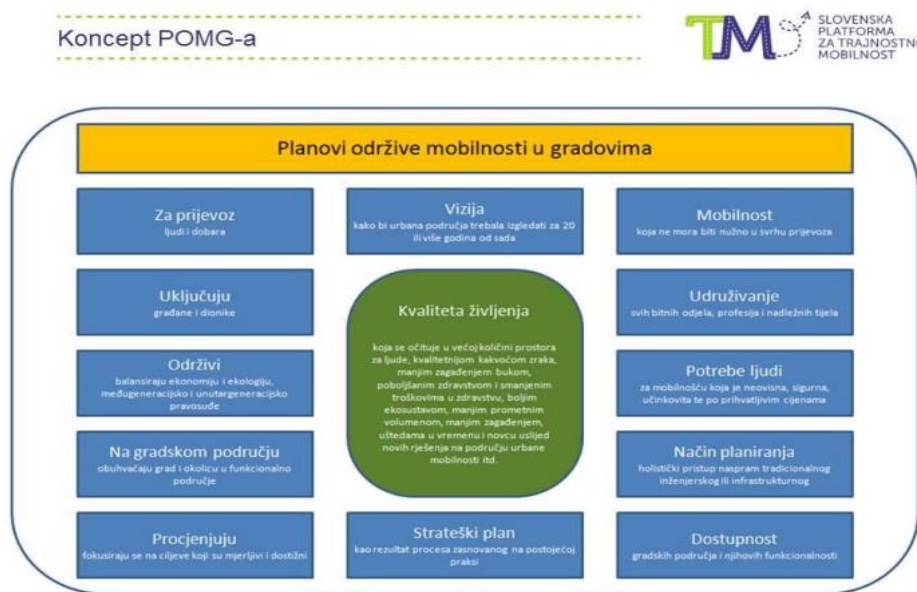 Koncept POMG-a
TM
SLOVENSKA
PLATFORMA
ZA TRAJNOSTNO
MOBILNOST
Planovi održive mobilnosti u gradovima
Za prijevoz
ljudi i dobara
Vizija
kako bi urbana područja trebala izgledati za 20
ili više godina od sada
Mobilnost
koja ne mora biti nužno u svrhu prijevoza
Uključuju
građane i dionike
Kvaliteta življenja
koja se očituje u većoj količini prostora
za ljude, kvalitetnijom kakvoćom zraka,
manjim zagađenjem bukom,
poboljšanim zdravstvom i smanjenim
troškovima u zdravstvu, boljim
ekosustavom, manjim prometnim
volumenom, manjim zagađenjem,
uštedama u vremenu i novcu uslijed
novih rješenja na području urbane
mobilnosti itd.
Udruživanje
svih bitnih odjela, profesija i nadležnih tijela
Održivi
balansiraju ekonomiju i ekologiju,
međugeneracijsko i unutargeneracijsko
pravosuđe
Potrebe ljudi
za mobilnošću koja je neovisna, sigurna,
učinkovita te po prihvatljivim cijenama
Na gradskom području
obuhvaćaju grad i okolicu u funkcionalno
područje
Način planiranja
holistički pristup naspram tradicionalnog
inženjerskog ili infrastrukturnog
Procjenjuju
fokusiraju se na ciljeve koji su mjerljivi i dostižni
Strateški plan
kao rezultat procesa zasnovanog na postojećoj
praksi
Dostupnost
gradskih područja i njihovih funkcionalnosti